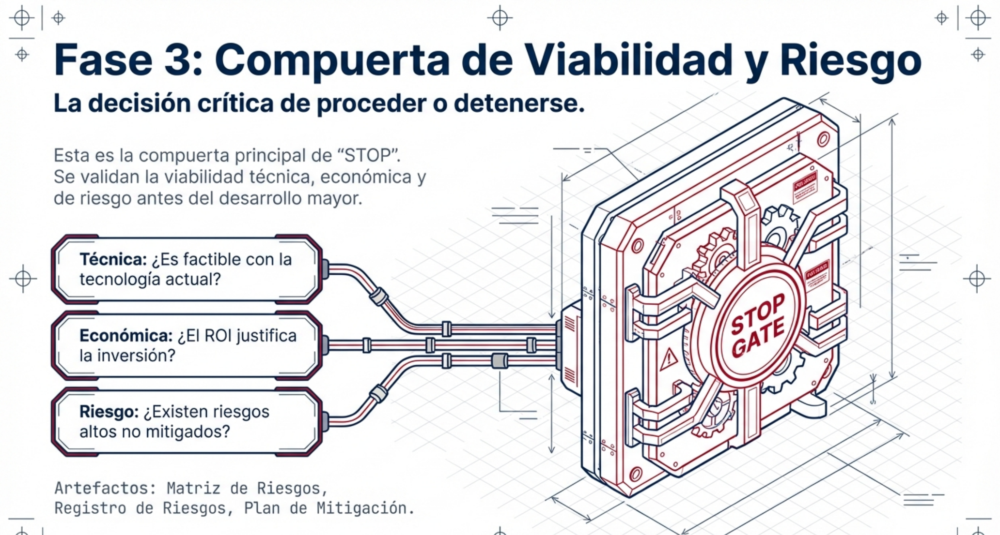 Fase 3: Compuerta de Viabilidad y Riesgo
La decisión crítica de proceder o detenerse.
Esta es la compuerta principal de “STOP”.
Se validan la viabilidad técnica, económica y
de riesgo antes del desarrollo mayor.
Técnica: ¿Es factible con la
tecnología actual?
Económica: ¿El ROI justifica
la inversión?
Riesgo: ¿Existen riesgos
altos no mitigados?
Artefactos: Matriz de Riesgos,
Registro de Riesgos, Plan de Mitigación.
STOP
GATE